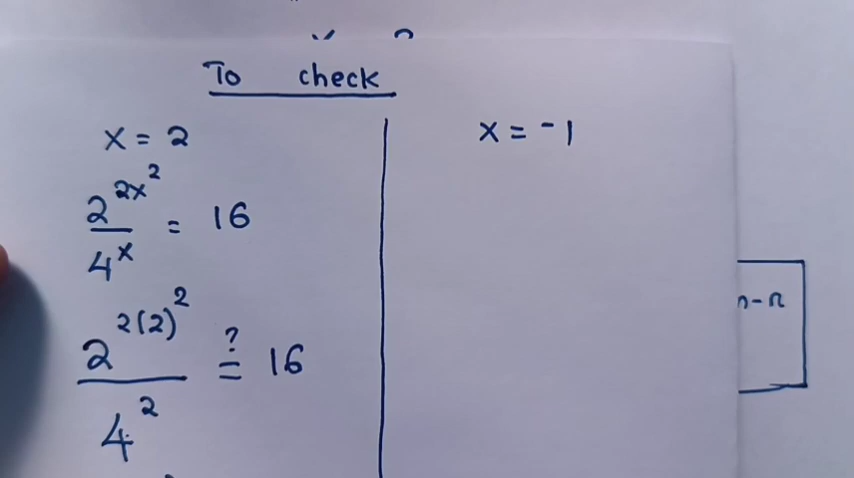 To check
x = 2
2^{2x^2}/4^x = 16
2^{2(2)^2}/4^2 ≟ 16
x = -1
n-n